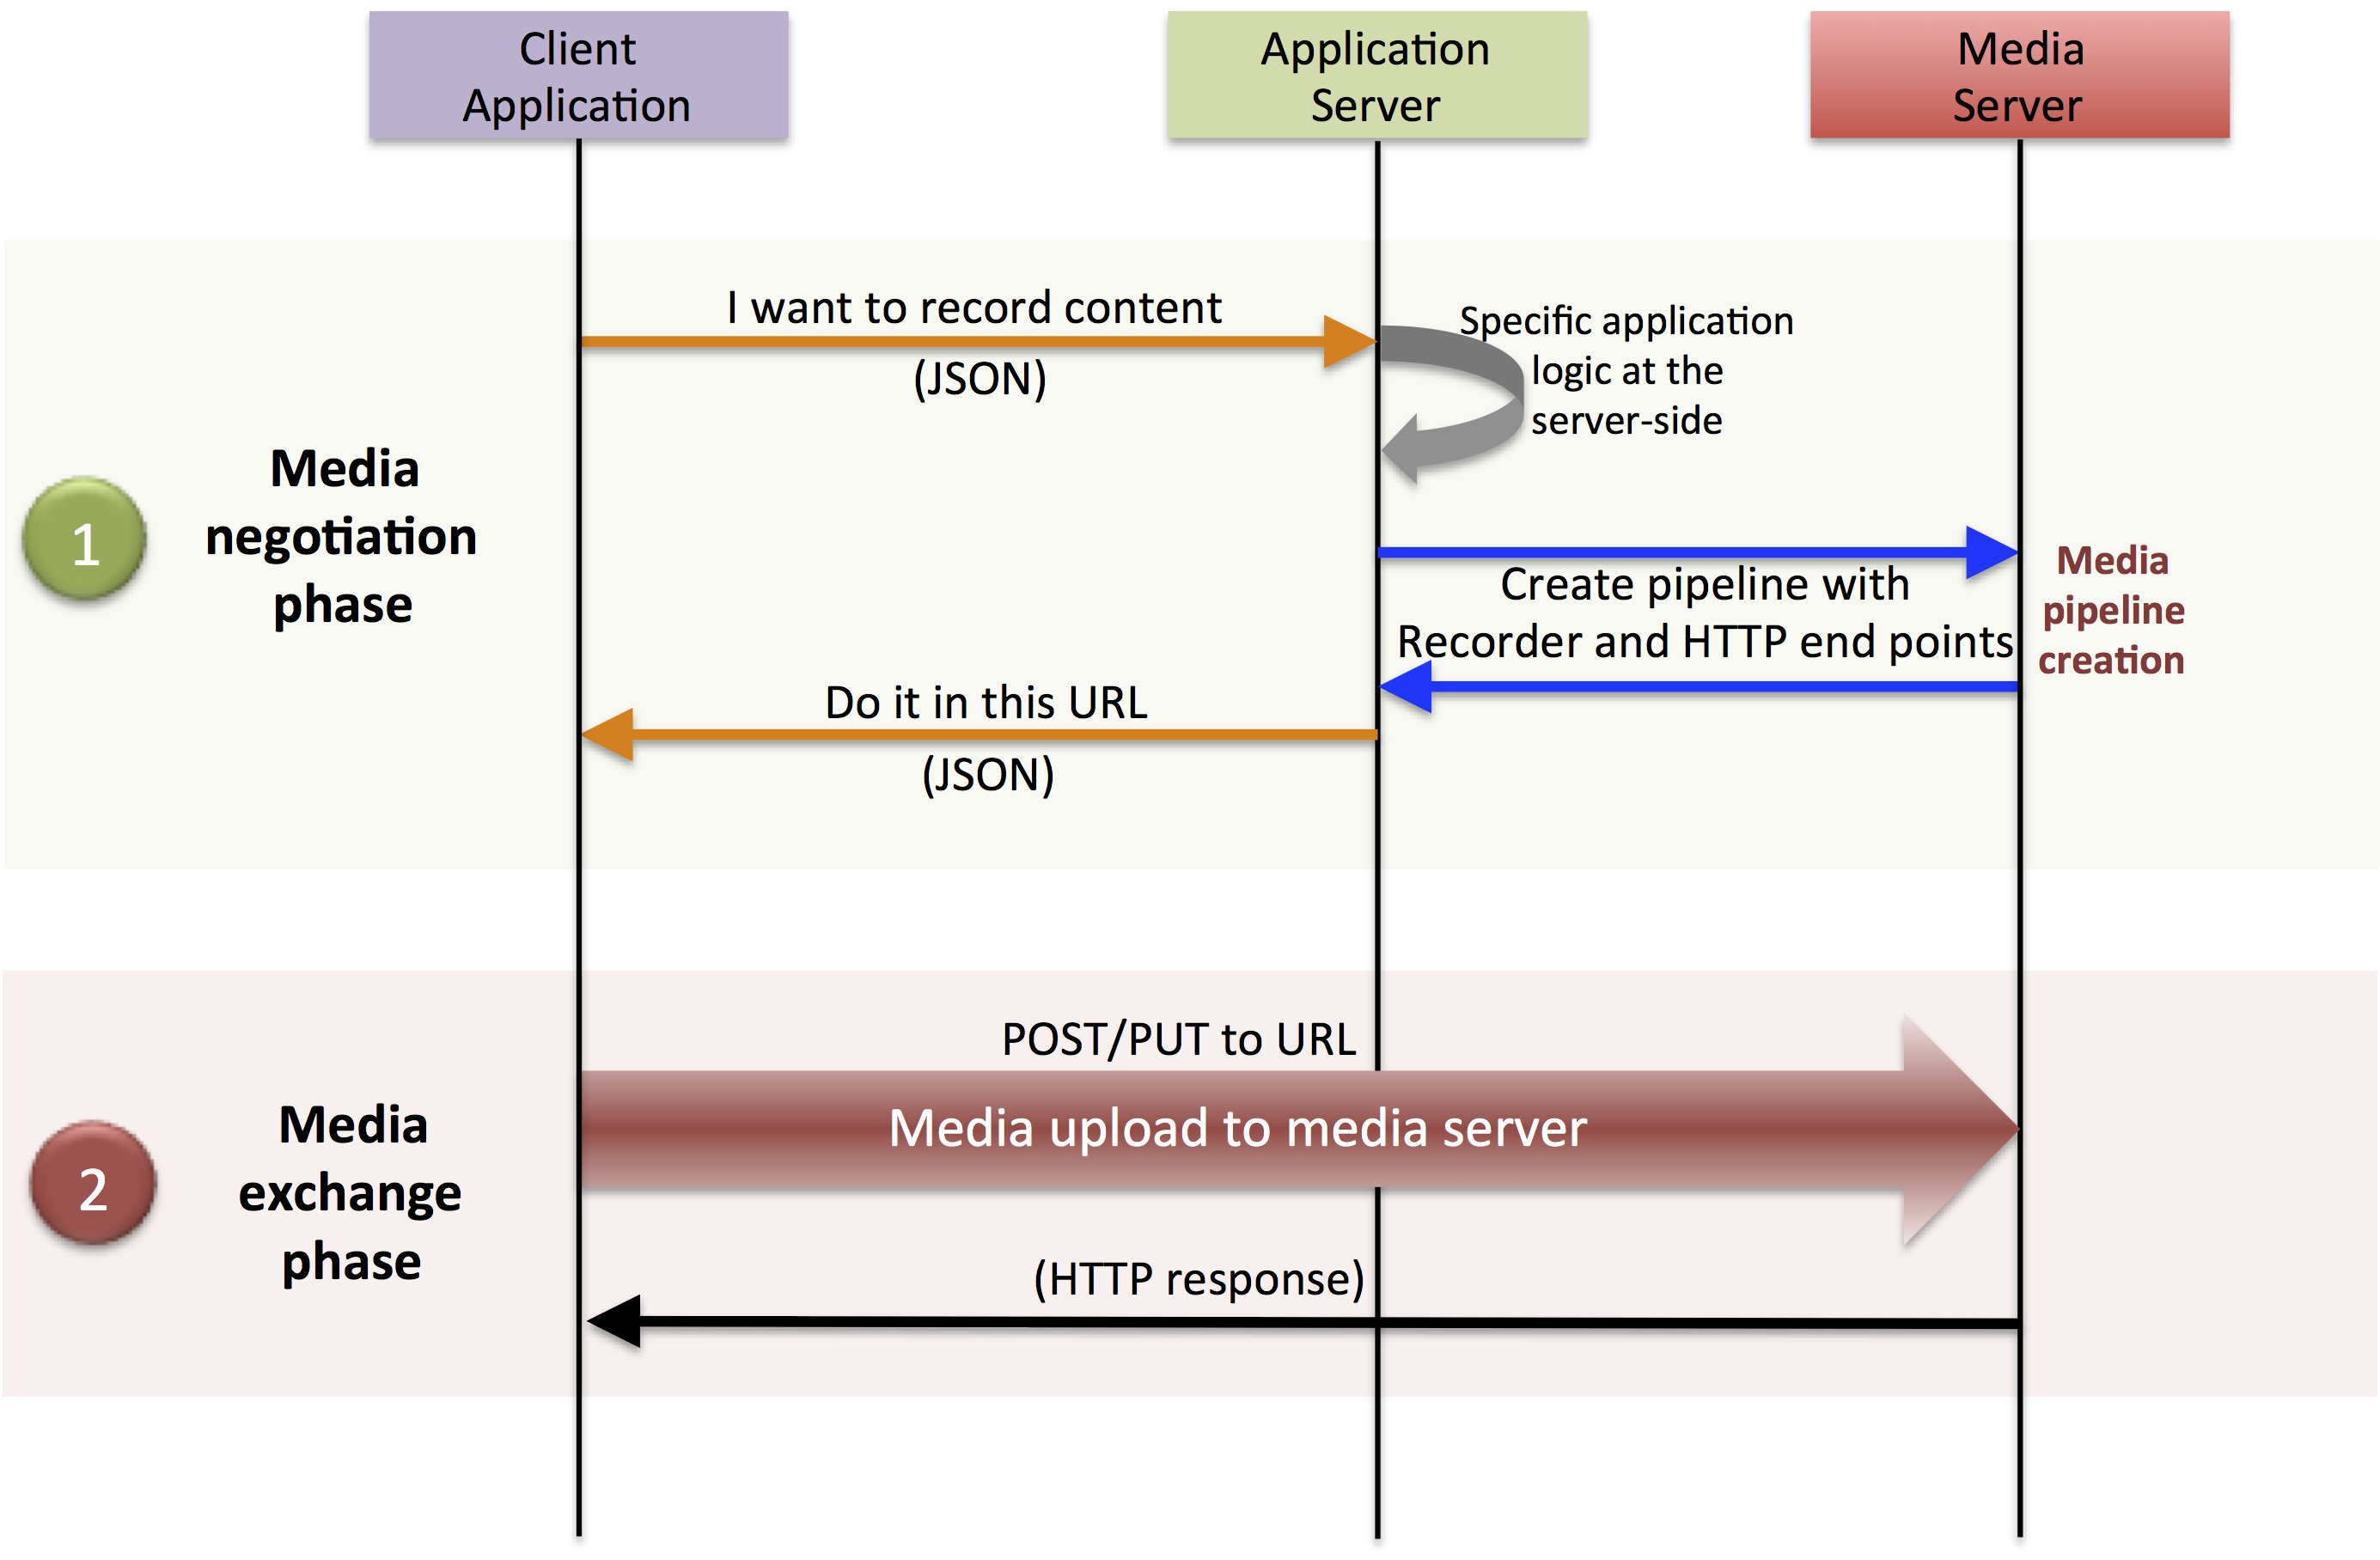 Client
Application
Application
Server
Media
Server
I want to record content
(JSON)
Specific application
logic at the
server-side
1
Media
negotiation
phase
Create pipeline with
Recorder and HTTP end points
Media
pipeline
creation
Do it in this URL
(JSON)
POST/PUT to URL
Media upload to media server
2
Media
exchange
phase
(HTTP response)